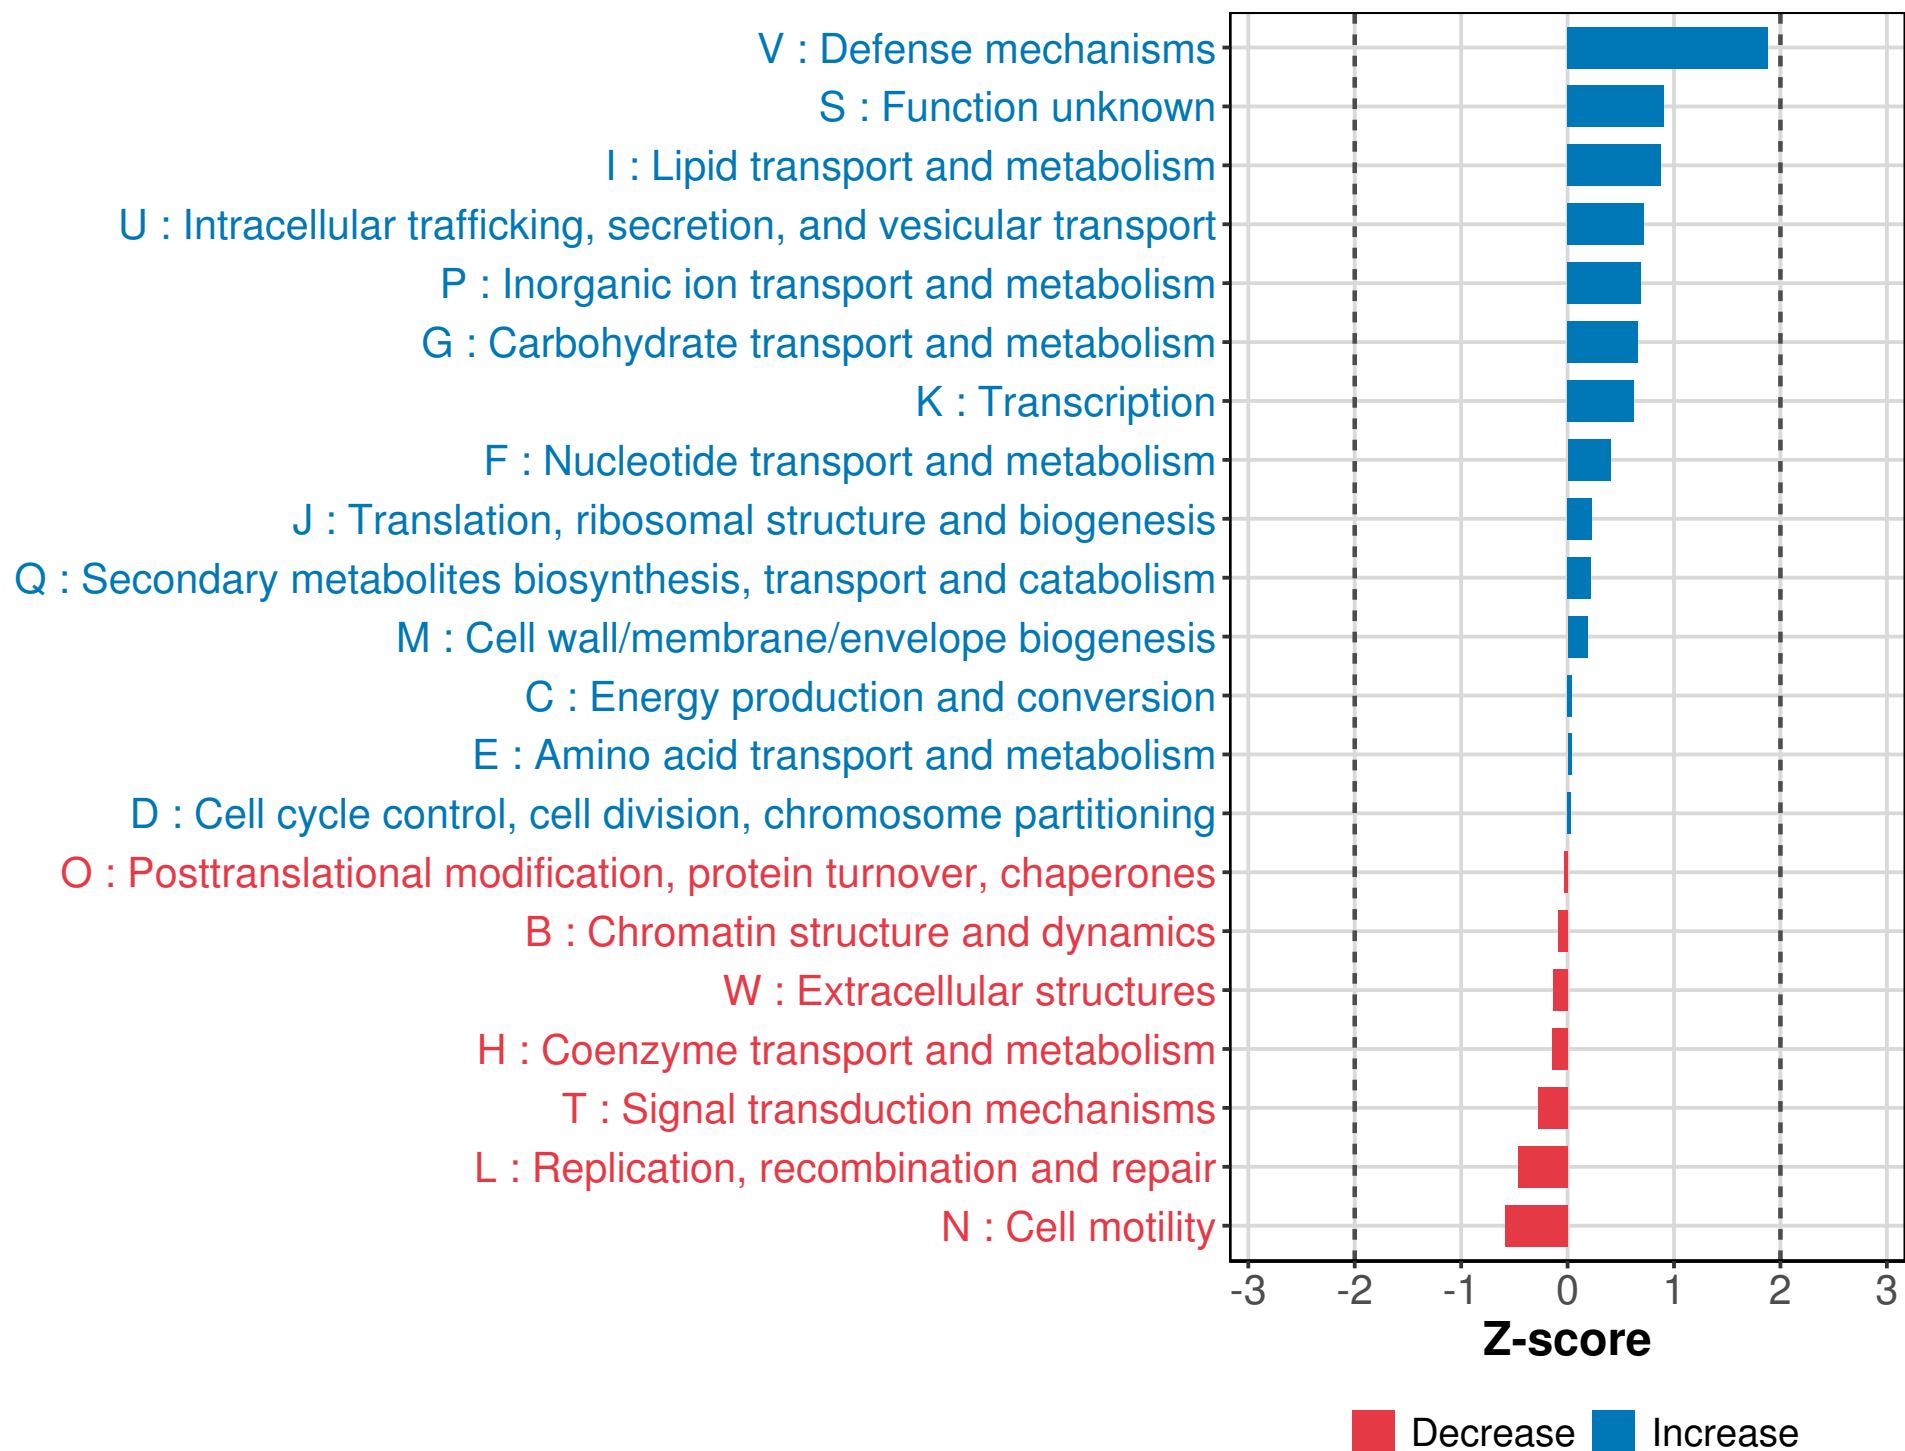 V : Defense mechanisms
S : Function unknown
I : Lipid transport and metabolism
U : Intracellular trafficking, secretion, and vesicular transport
P : Inorganic ion transport and metabolism
G : Carbohydrate transport and metabolism
K : Transcription
F : Nucleotide transport and metabolism
J : Translation, ribosomal structure and biogenesis
Q : Secondary metabolites biosynthesis, transport and catabolism
M : Cell wall/membrane/envelope biogenesis
C : Energy production and conversion
E : Amino acid transport and metabolism
D : Cell cycle control, cell division, chromosome partitioning
O : Posttranslational modification, protein turnover, chaperones
B : Chromatin structure and dynamics
W : Extracellular structures
H : Coenzyme transport and metabolism
T : Signal transduction mechanisms
L : Replication, recombination and repair
N : Cell motility
-3 -2 -1 0 1 2 3
Z-score
Decrease Increase